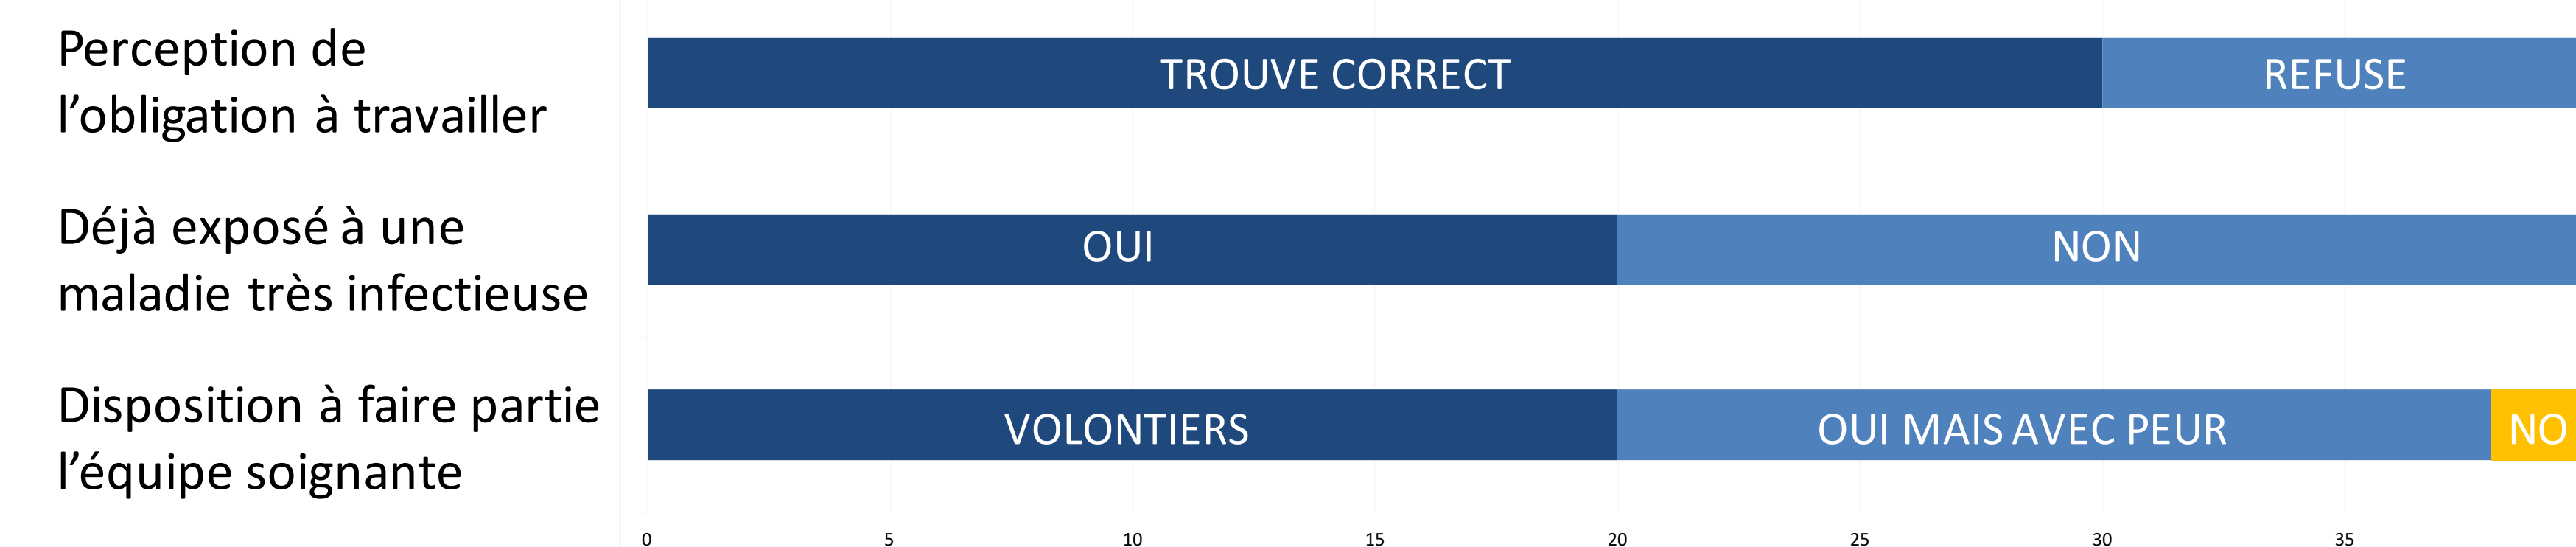 Perception de
l’obligation à travailler
TROUVE CORRECT
REFUSE
Déjà exposé à une
maladie très infectieuse
OUI
NON
Disposition à faire partie
l’équipe soignante
VOLONTIERS
OUI MAIS AVEC PEUR
NO
0 5 10 15 20 25 30 35